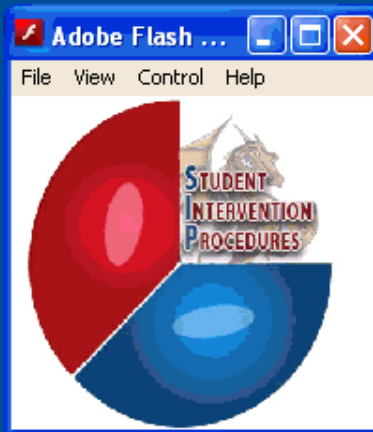 Adobe Flash ...
File View Control Help
STUDENT
INTERVENTION
PROCEDURES